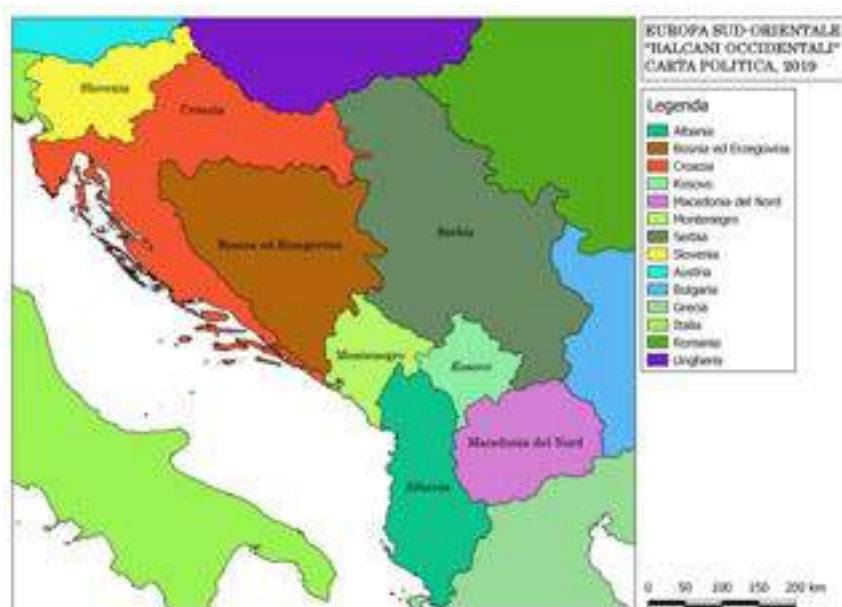 EUROPA SUD-ORIENTALE
"BALCANI OCCIDENTALI"
CARTA POLITICA, 2019
Legenda
Albania
Bosnia ed Erzegovina
Croazia
Kosovo
Macedonia del Nord
Montenegro
Serbia
Slovenia
Austria
Bulgaria
Grecia
Italia
Romania
Ungheria
Slovenia
Croazia
Bosnia ed Erzegovina
Serbia
Montenegro
Kosovo
Macedonia del Nord
Albania
0 50 100 150 200 km